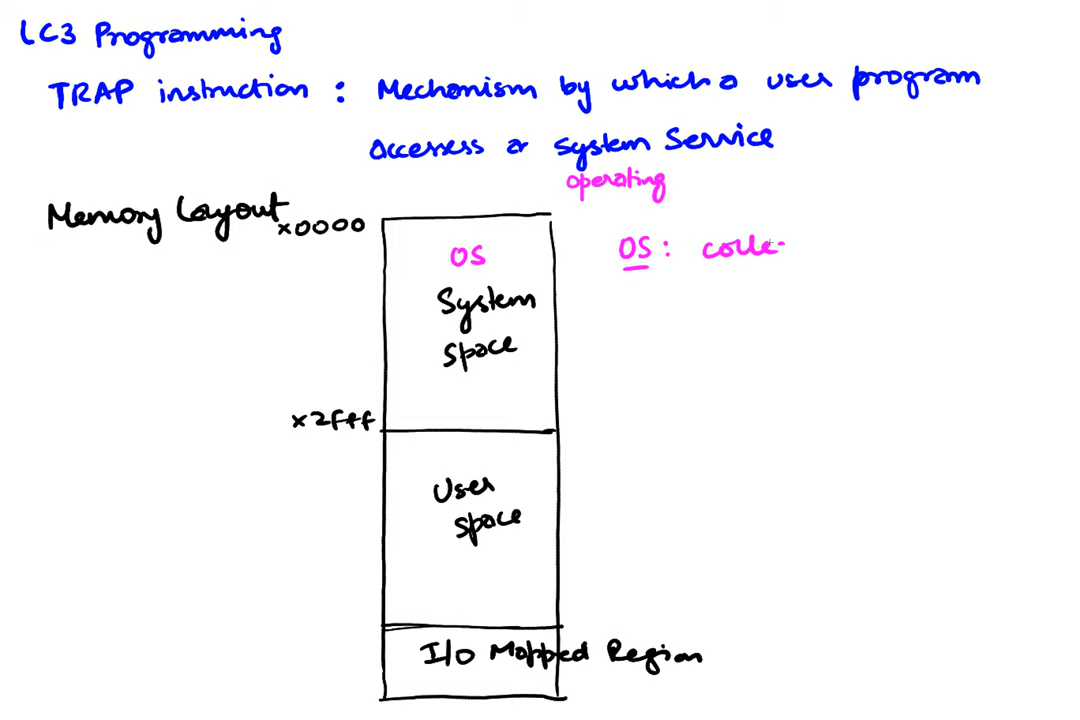 LC3 Programming
TRAP instruction : Mechanism by which a user program
accesses a system service
operating
Memory Layout
x0000
OS
OS : colle
System
space
x2fff
User
space
I/O Mapped Region